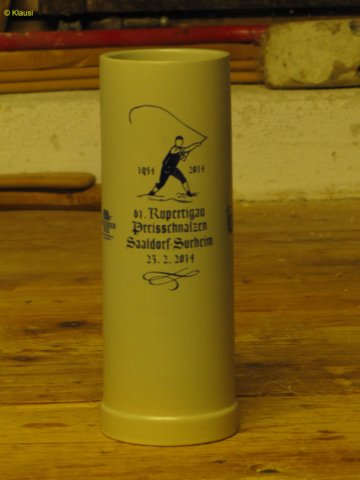 © Klausi
1954 2014
61. Rupertigau
Preisschnalzen
Saaldorf-Surheim
23. 2. 2014